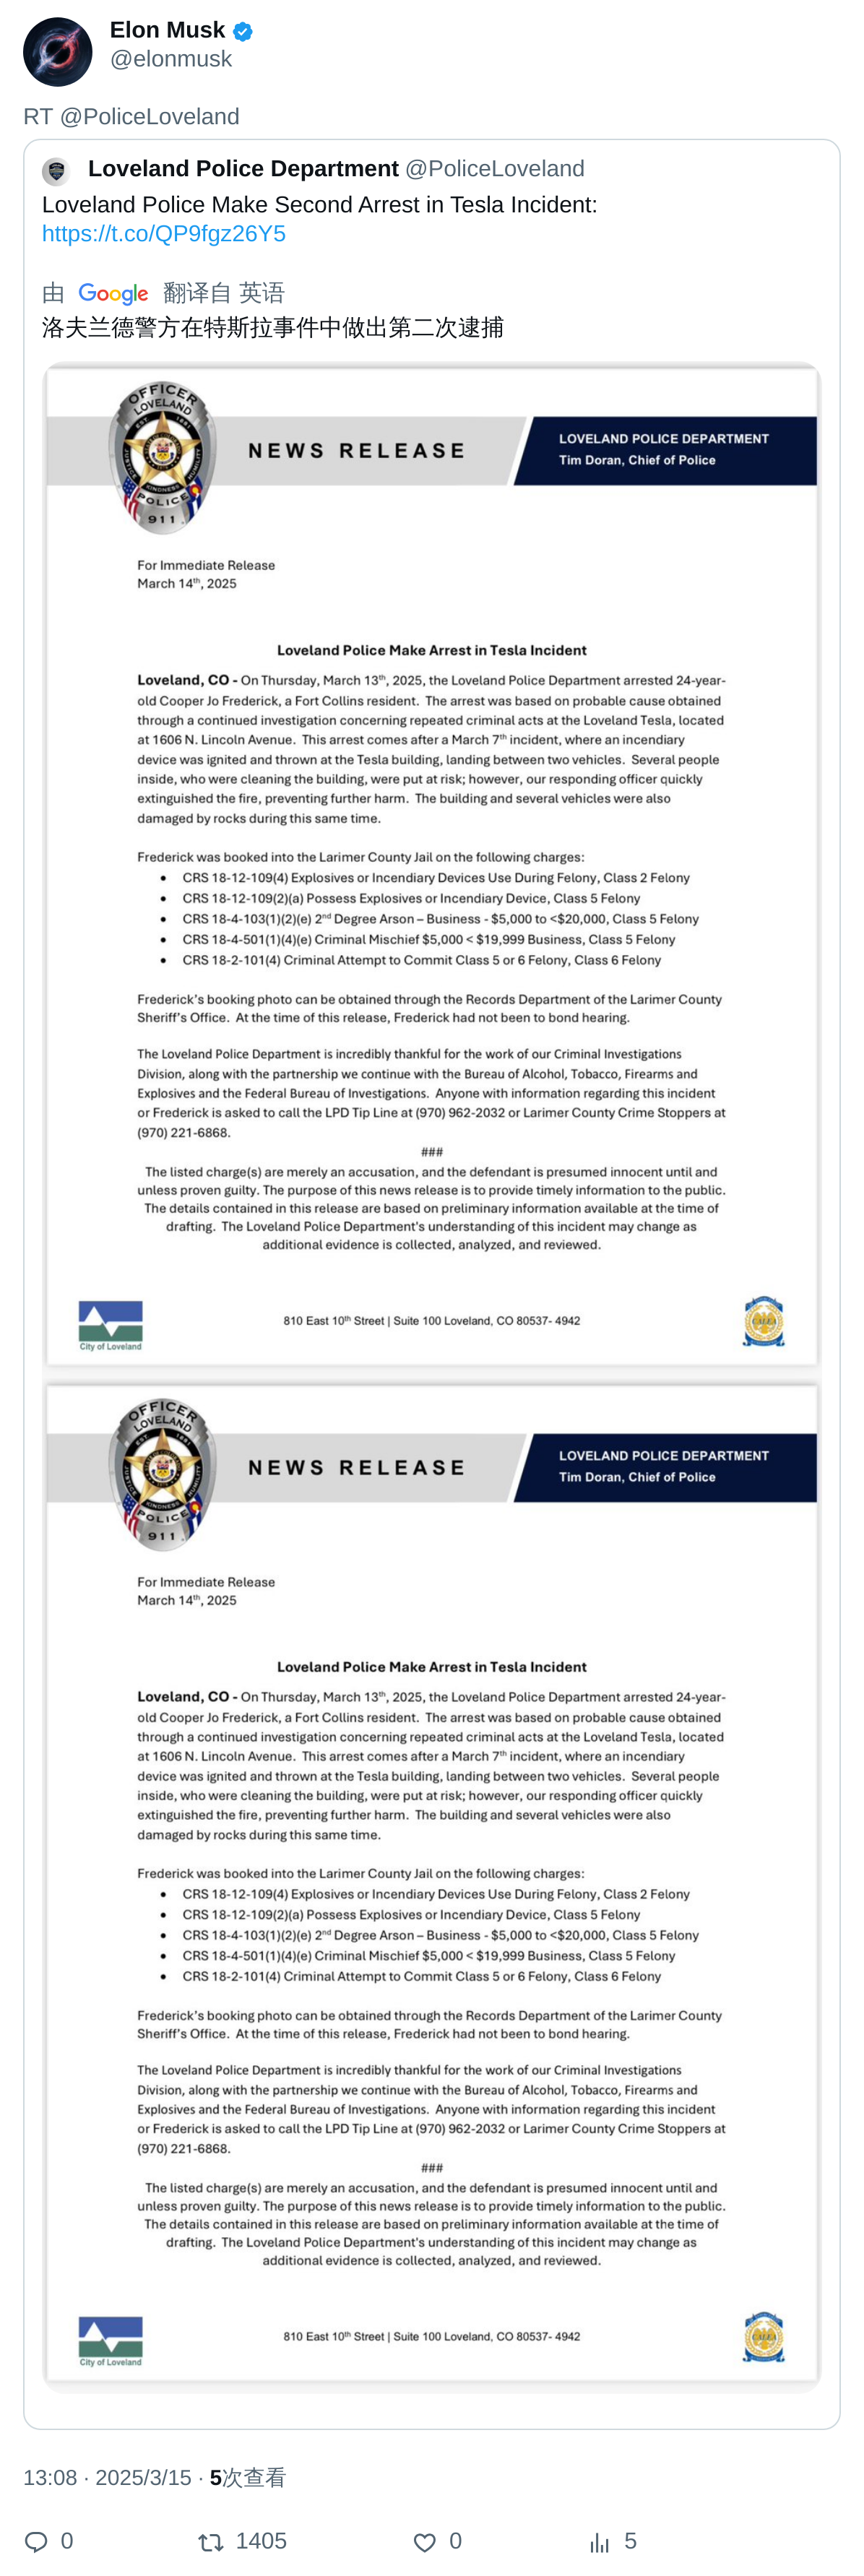 Elon Musk
@elonmusk
RT @PoliceLoveland
Loveland Police Department @PoliceLoveland
Loveland Police Make Second Arrest in Tesla Incident:
https://t.co/QP9fgz26Y5
由 Google 翻译自 英语
洛夫兰德警方在特斯拉事件中做出第二次逮捕
OFFICER
LOVELAND
NEWS RELEASE
LOVELAND POLICE DEPARTMENT
Tim Doran, Chief of Police
KINDNESS
POLICE
911
For Immediate Release
March 14th, 2025
Loveland Police Make Arrest in Tesla Incident
Loveland, CO - On Thursday, March 13th, 2025, the Loveland Police Department arrested 24-year-
old Cooper Jo Frederick, a Fort Collins resident. The arrest was based on probable cause obtained
through a continued investigation concerning repeated criminal acts at the Loveland Tesla, located
at 1606 N. Lincoln Avenue. This arrest comes after a March 7th incident, where an incendiary
device was ignited and thrown at the Tesla building, landing between two vehicles. Several people
inside, who were cleaning the building, were put at risk; however, our responding officer quickly
extinguished the fire, preventing further harm. The building and several vehicles were also
damaged by rocks during this same time.
Frederick was booked into the Larimer County Jail on the following charges:
• CRS 18-12-109(4) Explosives or Incendiary Devices Use During Felony, Class 2 Felony
• CRS 18-12-109(2)(a) Possess Explosives or Incendiary Device, Class 5 Felony
• CRS 18-4-103(1)(2)(e) 2nd Degree Arson – Business - $5,000 to <$20,000, Class 5 Felony
• CRS 18-4-501(1)(4)(e) Criminal Mischief $5,000 < $19,999 Business, Class 5 Felony
• CRS 18-2-101(4) Criminal Attempt to Commit Class 5 or 6 Felony, Class 6 Felony
Frederick's booking photo can be obtained through the Records Department of the Larimer County
Sheriff's Office. At the time of this release, Frederick had not been to bond hearing.
The Loveland Police Department is incredibly thankful for the work of our Criminal Investigations
Division, along with the partnership we continue with the Bureau of Alcohol, Tobacco, Firearms and
Explosives and the Federal Bureau of Investigations. Anyone with information regarding this incident
or Frederick is asked to call the LPD Tip Line at (970) 962-2032 or Larimer County Crime Stoppers at
(970) 221-6868.
###
The listed charge(s) are merely an accusation, and the defendant is presumed innocent until and
unless proven guilty. The purpose of this news release is to provide timely information to the public.
The details contained in this release are based on preliminary information available at the time of
drafting. The Loveland Police Department's understanding of this incident may change as
additional evidence is collected, analyzed, and reviewed.
City of Loveland
810 East 10th Street | Suite 100 Loveland, CO 80537- 4942
CALEA
OFFICER
LOVELAND
NEWS RELEASE
LOVELAND POLICE DEPARTMENT
Tim Doran, Chief of Police
KINDNESS
POLICE
911
For Immediate Release
March 14th, 2025
Loveland Police Make Arrest in Tesla Incident
Loveland, CO - On Thursday, March 13th, 2025, the Loveland Police Department arrested 24-year-
old Cooper Jo Frederick, a Fort Collins resident. The arrest was based on probable cause obtained
through a continued investigation concerning repeated criminal acts at the Loveland Tesla, located
at 1606 N. Lincoln Avenue. This arrest comes after a March 7th incident, where an incendiary
device was ignited and thrown at the Tesla building, landing between two vehicles. Several people
inside, who were cleaning the building, were put at risk; however, our responding officer quickly
extinguished the fire, preventing further harm. The building and several vehicles were also
damaged by rocks during this same time.
Frederick was booked into the Larimer County Jail on the following charges:
• CRS 18-12-109(4) Explosives or Incendiary Devices Use During Felony, Class 2 Felony
• CRS 18-12-109(2)(a) Possess Explosives or Incendiary Device, Class 5 Felony
• CRS 18-4-103(1)(2)(e) 2nd Degree Arson – Business - $5,000 to <$20,000, Class 5 Felony
• CRS 18-4-501(1)(4)(e) Criminal Mischief $5,000 < $19,999 Business, Class 5 Felony
• CRS 18-2-101(4) Criminal Attempt to Commit Class 5 or 6 Felony, Class 6 Felony
Frederick's booking photo can be obtained through the Records Department of the Larimer County
Sheriff's Office. At the time of this release, Frederick had not been to bond hearing.
The Loveland Police Department is incredibly thankful for the work of our Criminal Investigations
Division, along with the partnership we continue with the Bureau of Alcohol, Tobacco, Firearms and
Explosives and the Federal Bureau of Investigations. Anyone with information regarding this incident
or Frederick is asked to call the LPD Tip Line at (970) 962-2032 or Larimer County Crime Stoppers at
(970) 221-6868.
###
The listed charge(s) are merely an accusation, and the defendant is presumed innocent until and
unless proven guilty. The purpose of this news release is to provide timely information to the public.
The details contained in this release are based on preliminary information available at the time of
drafting. The Loveland Police Department's understanding of this incident may change as
additional evidence is collected, analyzed, and reviewed.
City of Loveland
810 East 10th Street | Suite 100 Loveland, CO 80537- 4942
CALEA
13:08 · 2025/3/15 · 5次查看
0 1405 0 5